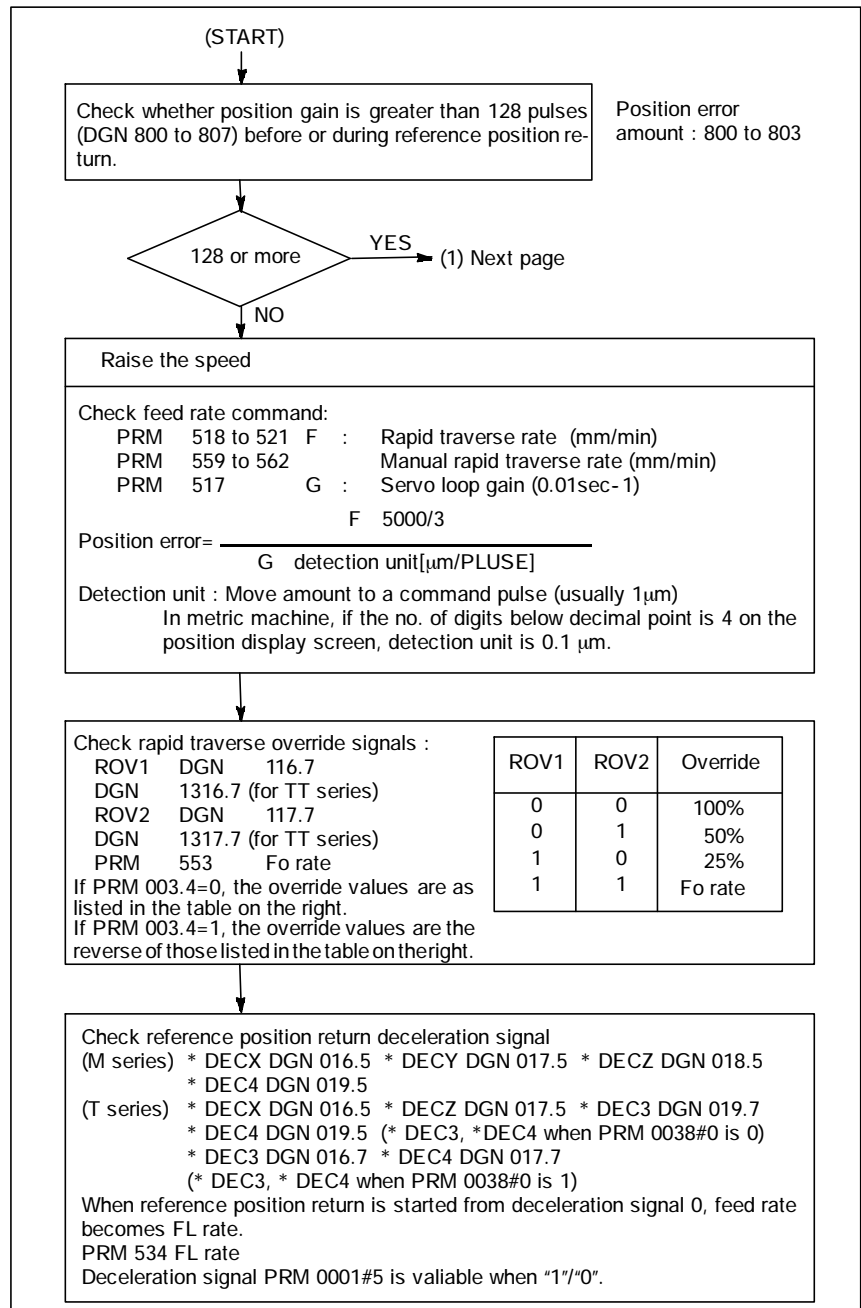 (START)
Check whether position gain is greater than 128 pulses
(DGN 800 to 807) before or during reference position re-
turn.
Position error
amount : 800 to 803
128 or more
YES
(1) Next page
NO
Raise the speed
Check feed rate command:
PRM 518 to 521 F : Rapid traverse rate (mm/min)
PRM 559 to 562 Manual rapid traverse rate (mm/min)
PRM 517 G : Servo loop gain (0.01sec-1)
F 5000/3
Position error=
G detection unit[μm/PLUSE]
Detection unit : Move amount to a command pulse (usually 1μm)
In metric machine, if the no. of digits below decimal point is 4 on the
position display screen, detection unit is 0.1 μm.
Check rapid traverse override signals :
ROV1 DGN 116.7
DGN 1316.7 (for TT series)
ROV2 DGN 117.7
DGN 1317.7 (for TT series)
PRM 553 Fo rate
If PRM 003.4=0, the override values are as
listed in the table on the right.
If PRM 003.4=1, the override values are the
reverse of those listed in the table on theright.
ROV1 ROV2 Override
0 0 100%
0 1 50%
1 0 25%
1 1 Fo rate
Check reference position return deceleration signal
(M series) * DECX DGN 016.5 * DECY DGN 017.5 * DECZ DGN 018.5
* DEC4 DGN 019.5
(T series) * DECX DGN 016.5 * DECZ DGN 017.5 * DEC3 DGN 019.7
* DEC4 DGN 019.5 (* DEC3, *DEC4 when PRM 0038#0 is 0)
* DEC3 DGN 016.7 * DEC4 DGN 017.7
(* DEC3, * DEC4 when PRM 0038#0 is 1)
When reference position return is started from deceleration signal 0, feed rate
becomes FL rate.
PRM 534 FL rate
Deceleration signal PRM 0001#5 is valiable when “1”/“0”.